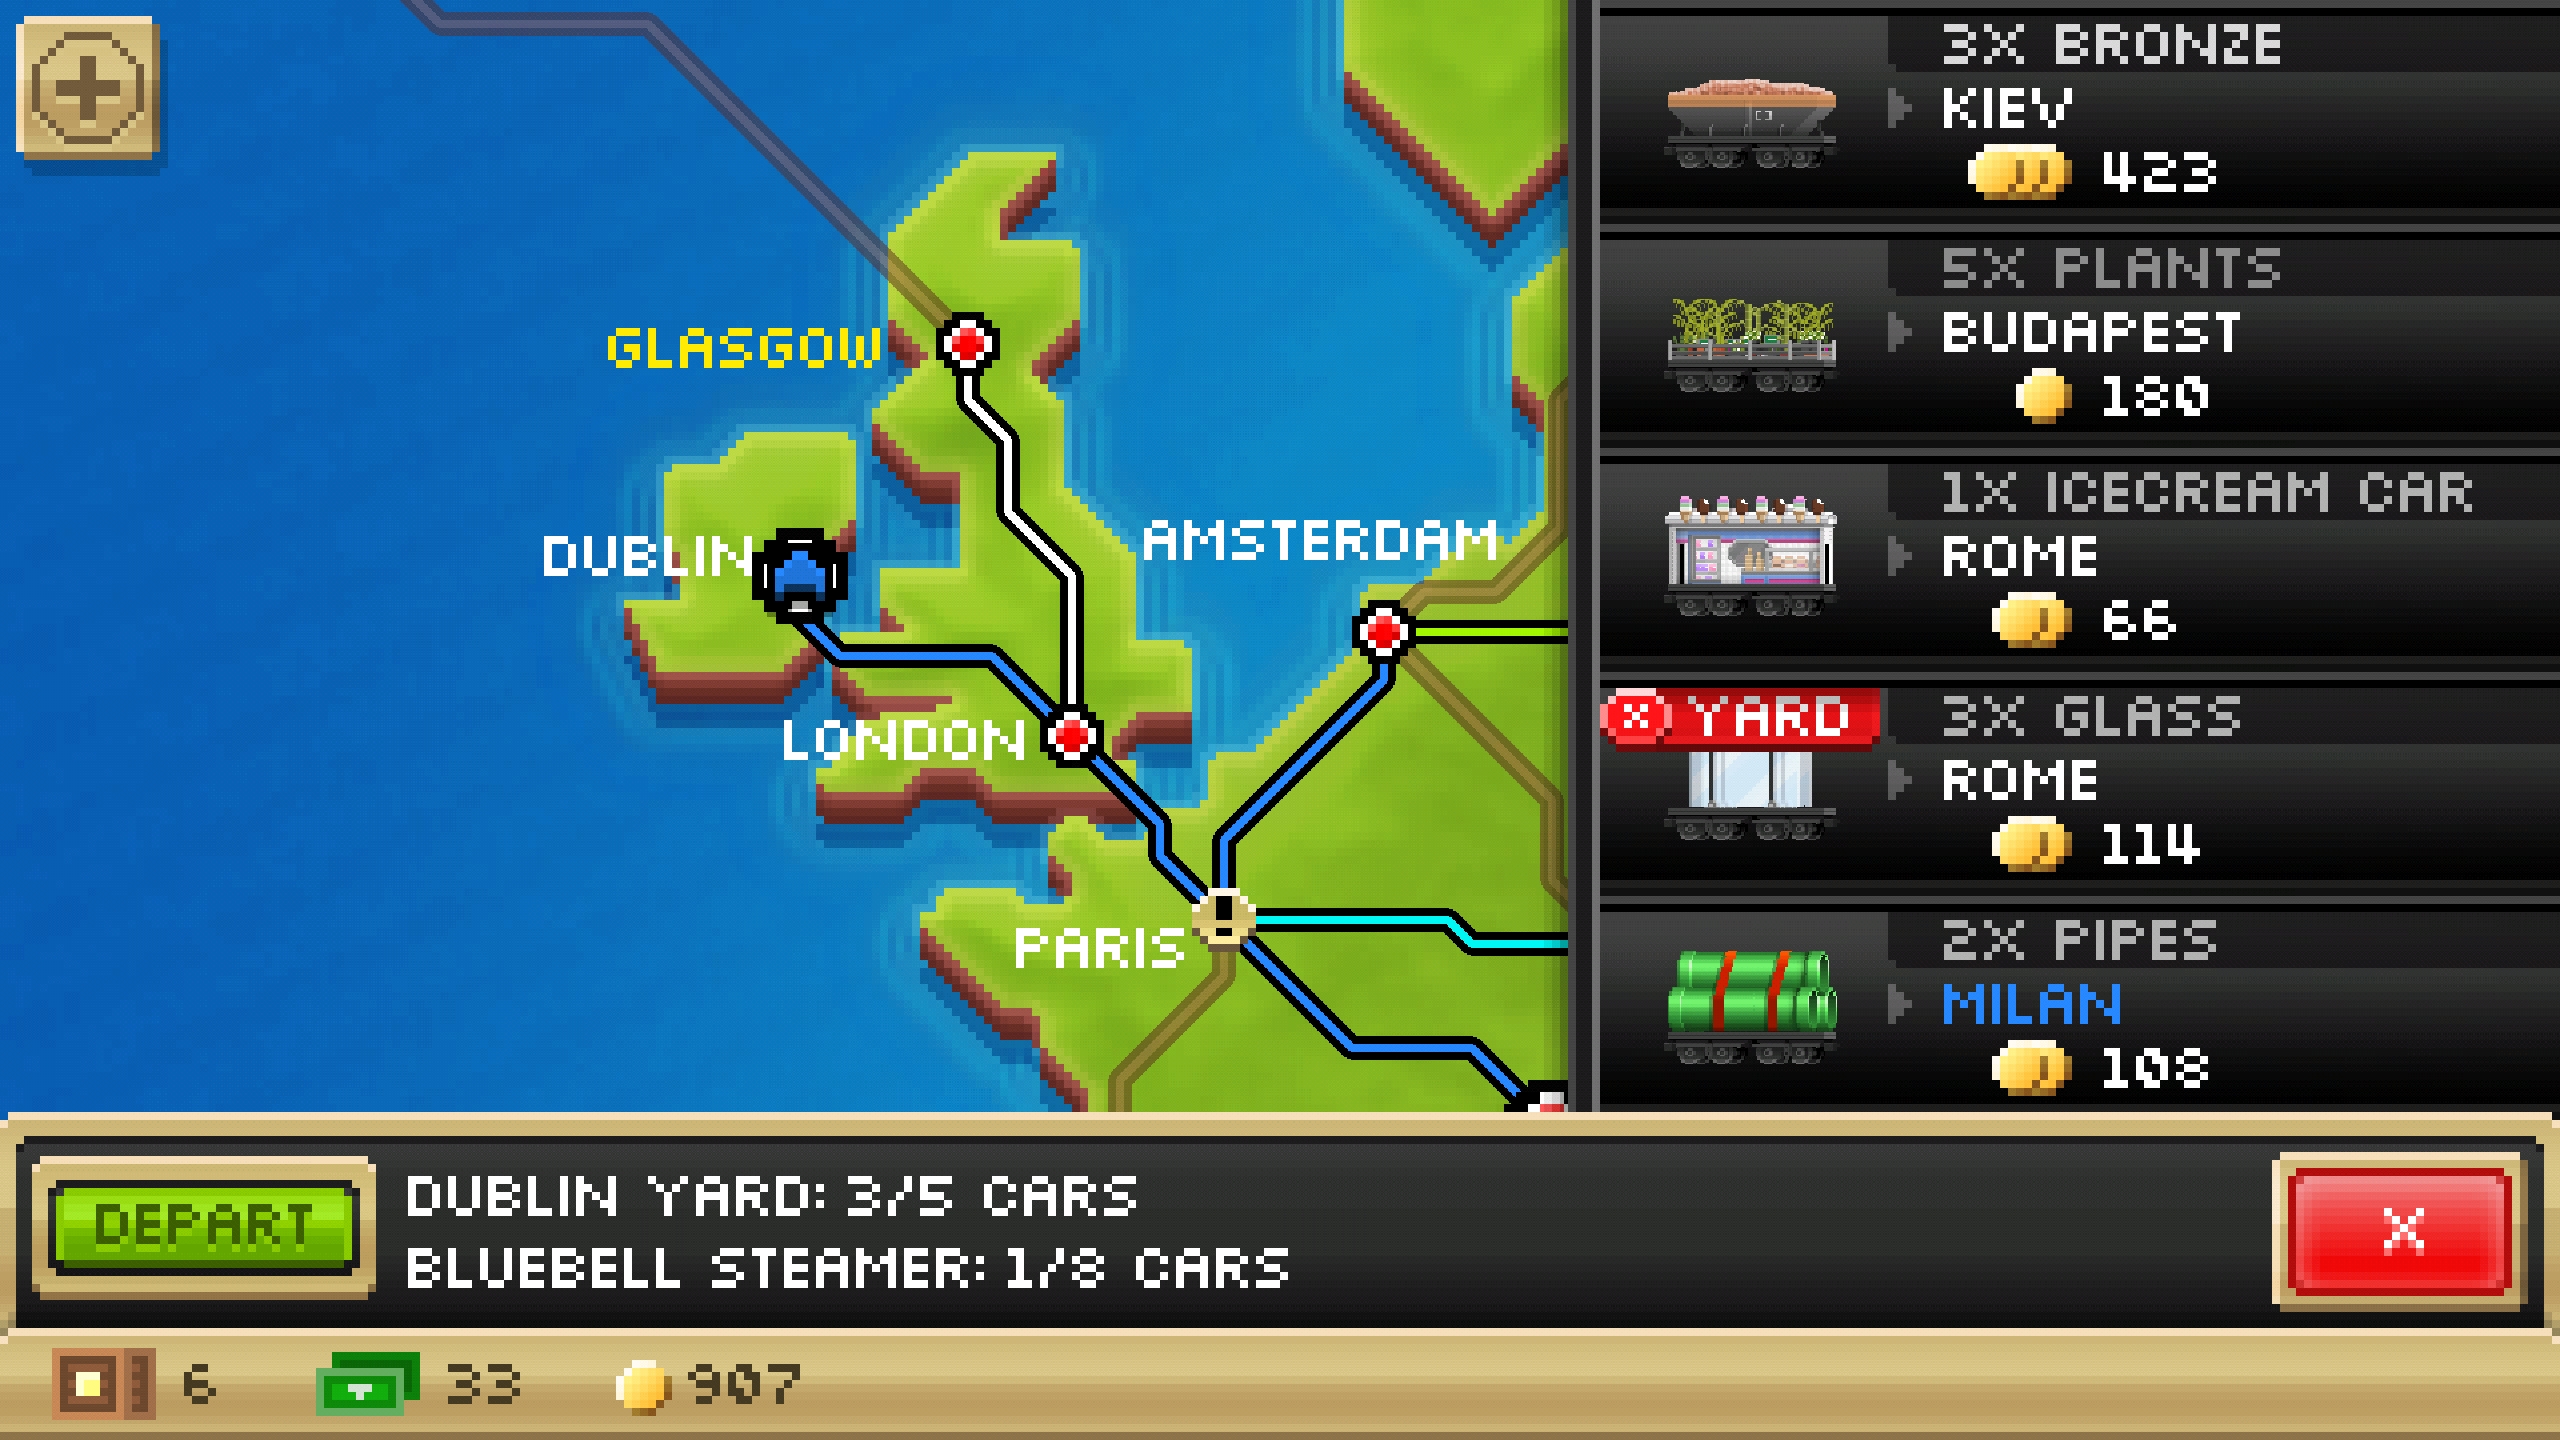 3X BRONZE
KIEV
423
5X PLANTS
BUDAPEST
180
1X ICECREAM CAR
ROME
66
X YARD
3X GLASS
ROME
114
2X PIPES
MILAN
108
GLASGOW
DUBLIN
AMSTERDAM
LONDON
PARIS
!
DEPART
DUBLIN YARD: 3/5 CARS
BLUEBELL STEAMER: 1/8 CARS
X
6
33
907